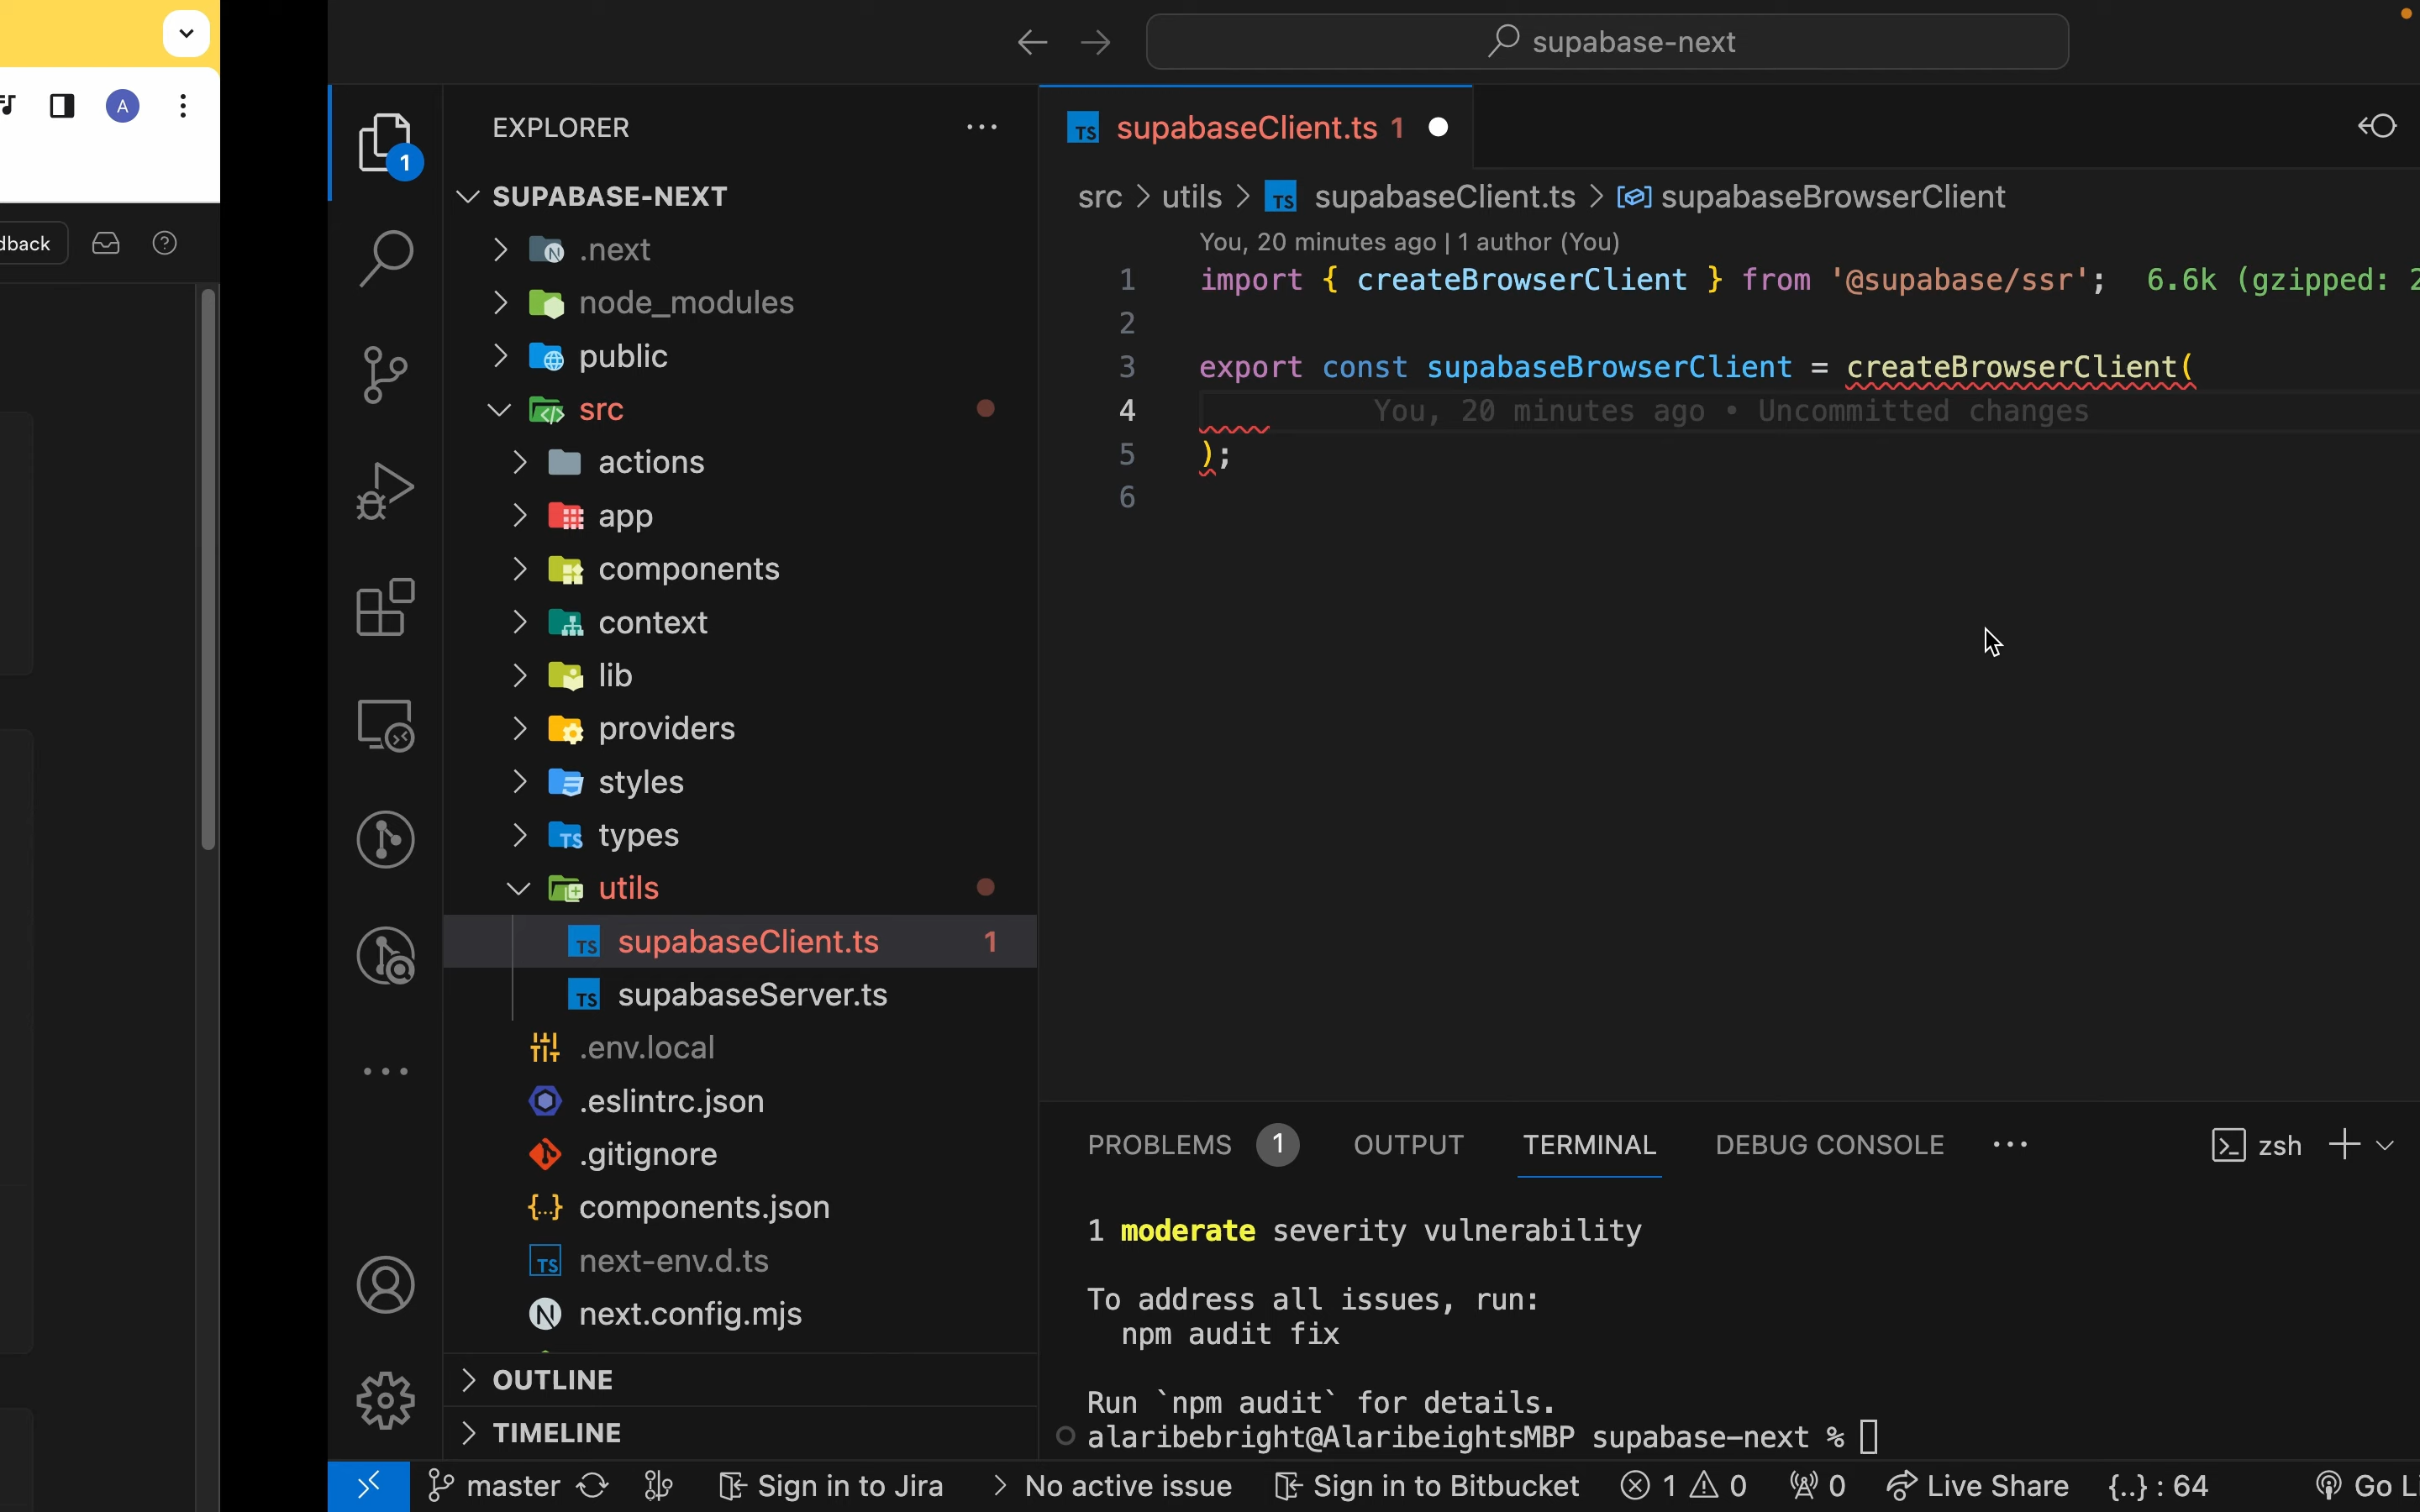 supabase-next
A
dback
1
EXPLORER
SUPABASE-NEXT
.next
node_modules
public
src
actions
app
components
context
lib
providers
styles
types
utils
supabaseClient.ts 1
supabaseServer.ts
.env.local
.eslintrc.json
.gitignore
components.json
next-env.d.ts
next.config.mjs
OUTLINE
TIMELINE
supabaseClient.ts 1
src > utils > supabaseClient.ts > supabaseBrowserClient
You, 20 minutes ago | 1 author (You)
1 import { createBrowserClient } from '@supabase/ssr'; 6.6k (gzipped: 2
2
3 export const supabaseBrowserClient = createBrowserClient(
4 You, 20 minutes ago • Uncommitted changes
5 );
6
PROBLEMS 1 OUTPUT TERMINAL DEBUG CONSOLE zsh
1 moderate severity vulnerability
To address all issues, run:
npm audit fix
Run `npm audit` for details.
alaribebright@AlaribeightsMBP supabase-next %
master Sign in to Jira > No active issue Sign in to Bitbucket 1 0 0 Live Share {..} : 64 Go Li